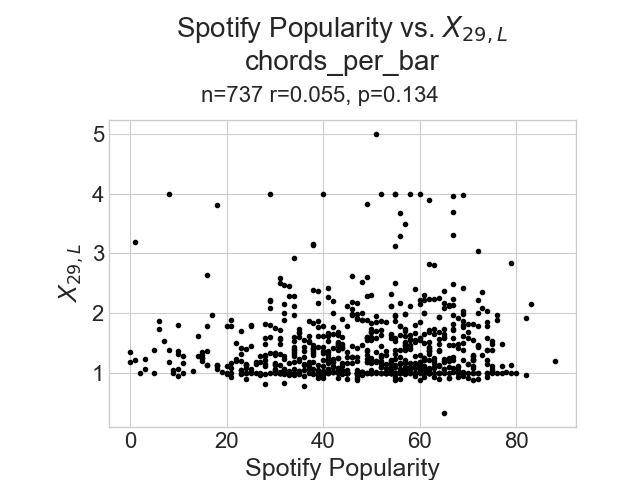 Spotify Popularity vs. X29, L
chords_per_bar
n=737 r=0.055, p=0.134
5
4
3
2
1
X29, L
0 20 40 60 80
Spotify Popularity